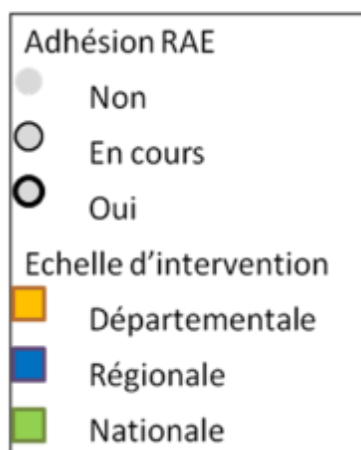 Adhésion RAE
Non
En cours
Oui
Echelle d'intervention
Départementale
Régionale
Nationale